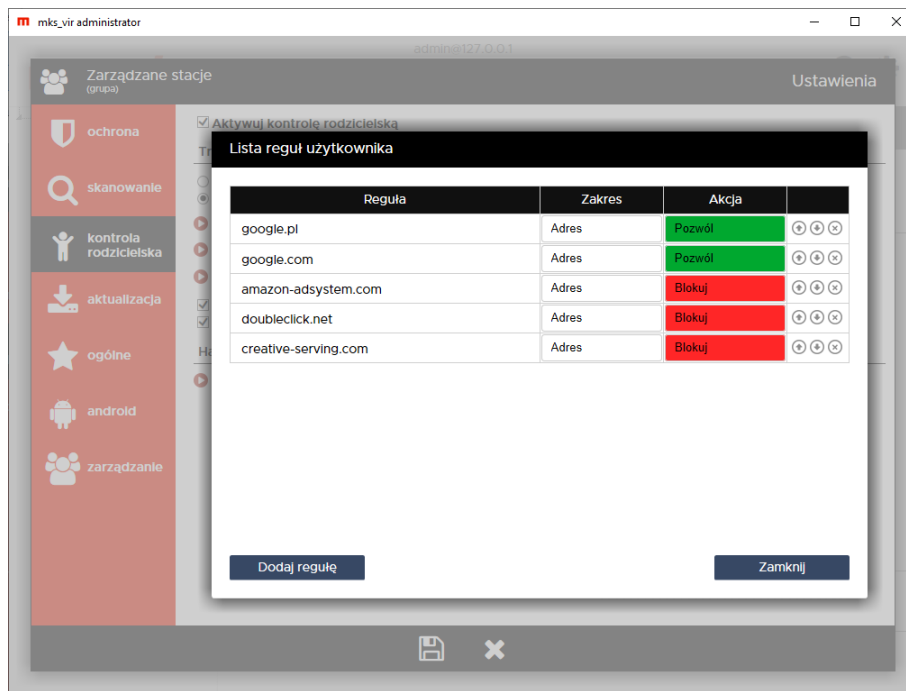 mks_vir administrator
admin@127.0.0.1
Zarządzane stacje
(grupa)
Ustawienia
ochrona
skanowanie
kontrola
rodzicielska
aktualizacja
ogólne
android
zarządzanie
Aktywuj kontrolę rodzicielską
Lista reguł użytkownika
Reguła Zakres Akcja
google.pl Adres Pozwól
google.com Adres Pozwól
amazon-adsystem.com Adres Blokuj
doubleclick.net Adres Blokuj
creative-serving.com Adres Blokuj
Dodaj regułę Zamknij